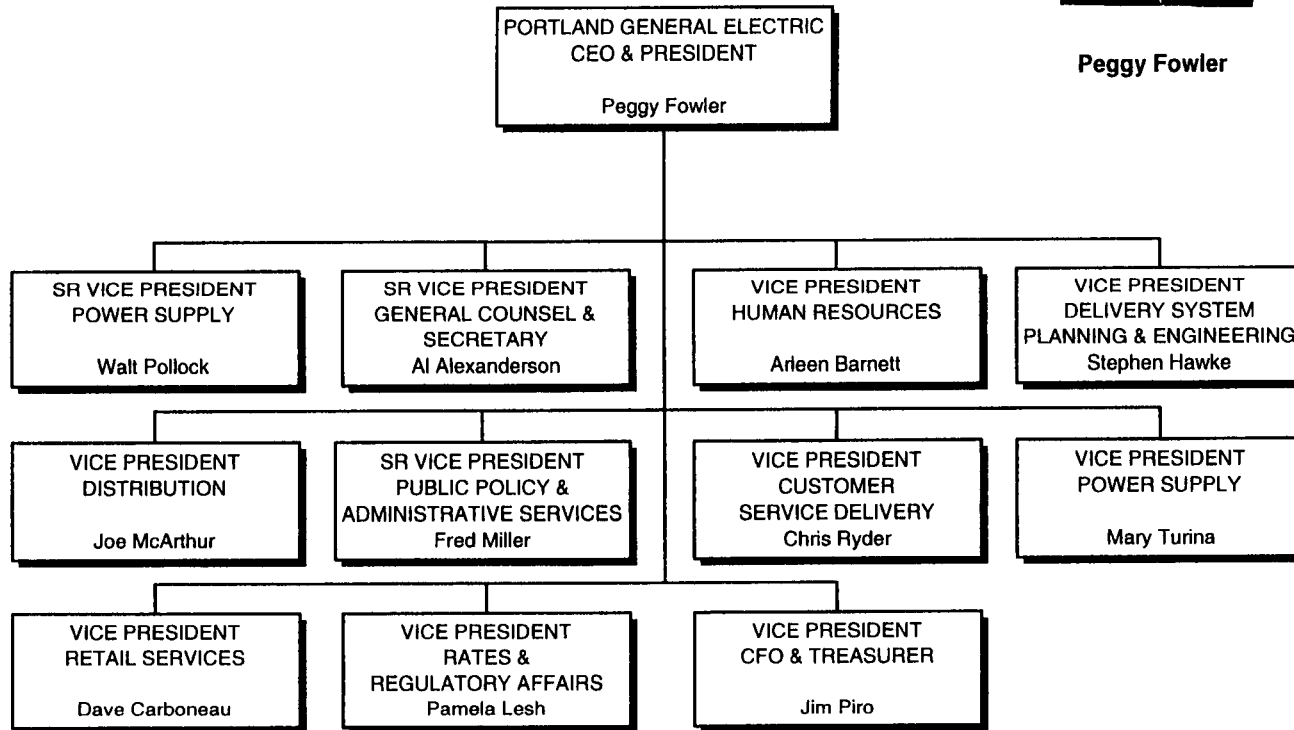 PORTLAND GENERAL ELECTRIC
CEO & PRESIDENT
Peggy Fowler
Peggy Fowler
SR VICE PRESIDENT
POWER SUPPLY
Walt Pollock
SR VICE PRESIDENT
GENERAL COUNSEL &
SECRETARY
Al Alexanderson
VICE PRESIDENT
HUMAN RESOURCES
Arleen Barnett
VICE PRESIDENT
DELIVERY SYSTEM
PLANNING & ENGINEERING
Stephen Hawke
VICE PRESIDENT
DISTRIBUTION
Joe McArthur
SR VICE PRESIDENT
PUBLIC POLICY &
ADMINISTRATIVE SERVICES
Fred Miller
VICE PRESIDENT
CUSTOMER
SERVICE DELIVERY
Chris Ryder
VICE PRESIDENT
POWER SUPPLY
Mary Turina
VICE PRESIDENT
RETAIL SERVICES
Dave Carboneau
VICE PRESIDENT
RATES &
REGULATORY AFFAIRS
Pamela Lesh
VICE PRESIDENT
CFO & TREASURER
Jim Piro